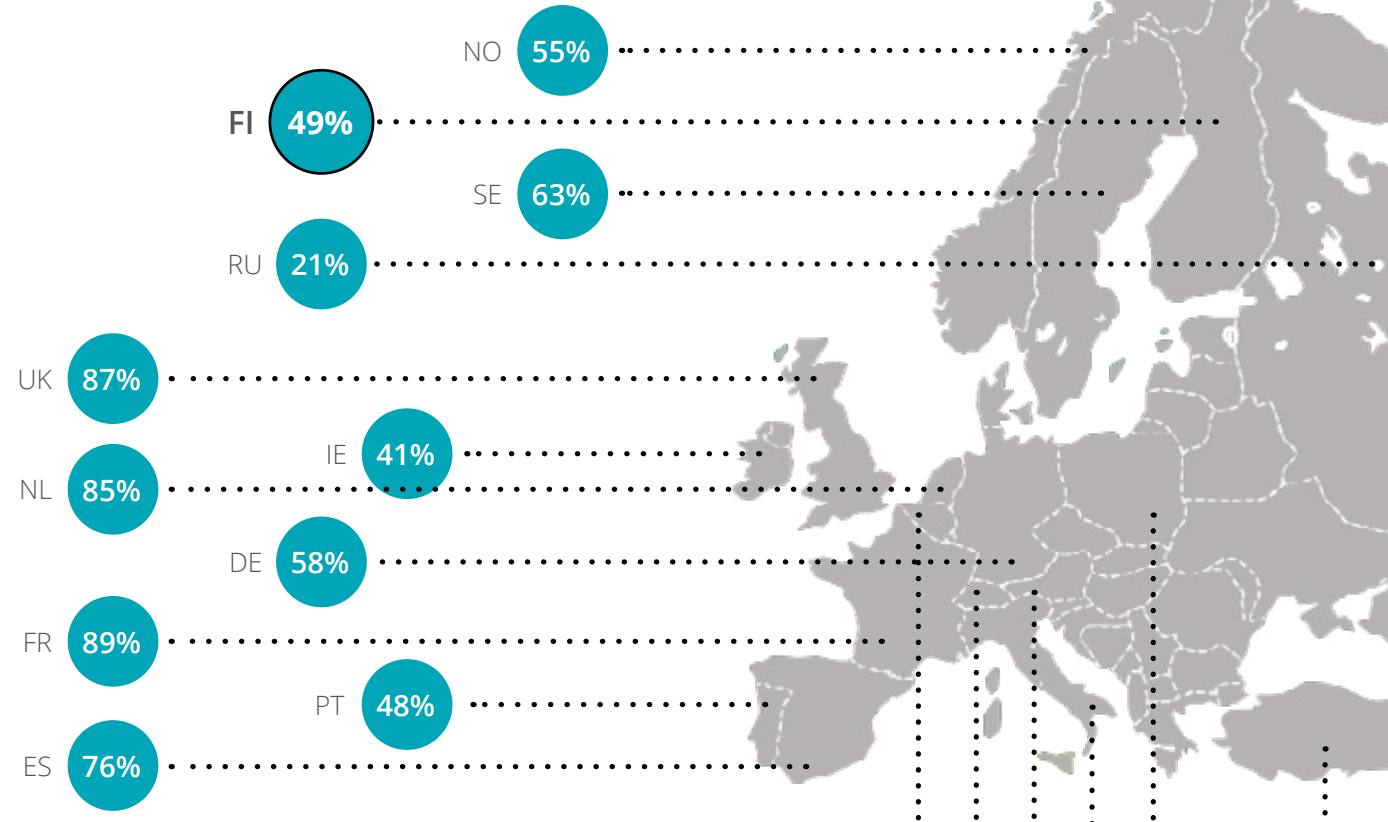 NO 55%
FI 49%
SE 63%
RU 21%
UK 87%
IE 41%
NL 85%
DE 58%
FR 89%
PT 48%
ES 76%